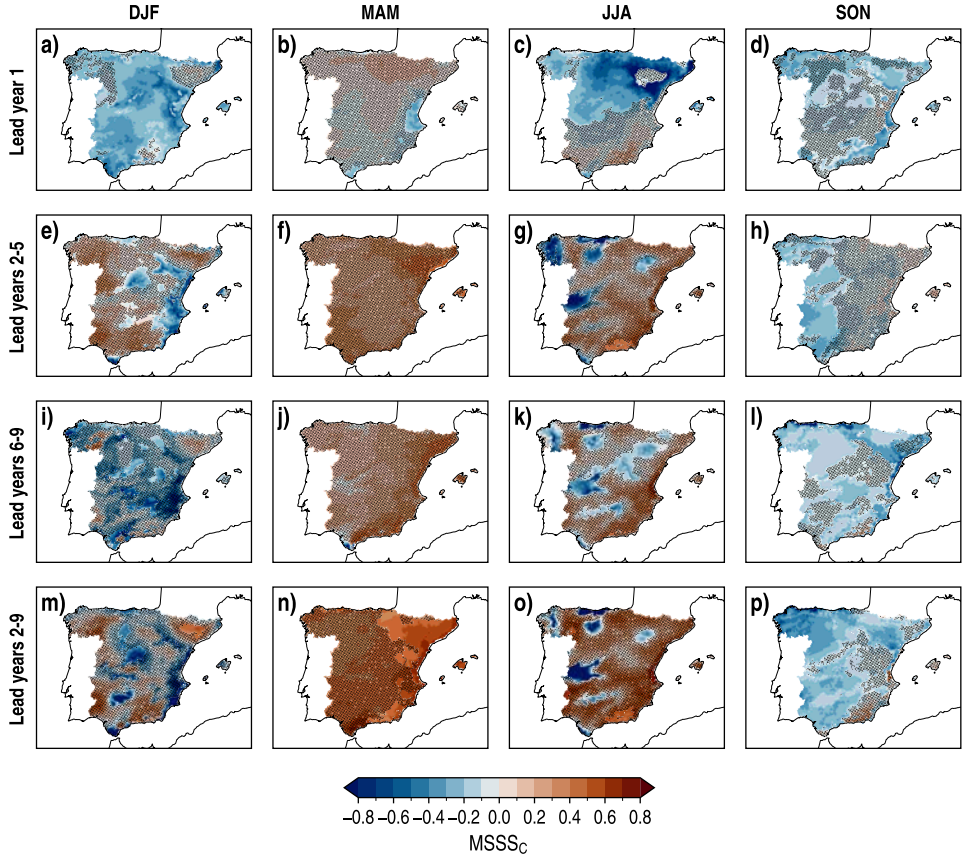 DJF MAM JJA SON
Lead year 1
a) b) c) d)
Lead years 2-5
e) f) g) h)
Lead years 6-9
i) j) k) l)
Lead years 2-9
m) n) o) p)
−0.8 −0.6 −0.4 −0.2 0.0 0.2 0.4 0.6 0.8
MSSS_C